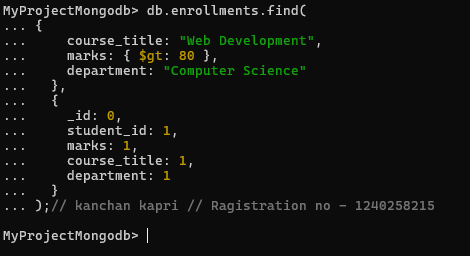 MyProjectMongodb> db.enrollments.find(
... {
...     course_title: "Web Development",
...     marks: { $gt: 80 },
...     department: "Computer Science"
...   },
...   {
...     _id: 0,
...     student_id: 1,
...     marks: 1,
...     course_title: 1,
...     department: 1
...   }
... );// kanchan kapri // Ragistration no - 1240258215
MyProjectMongodb>